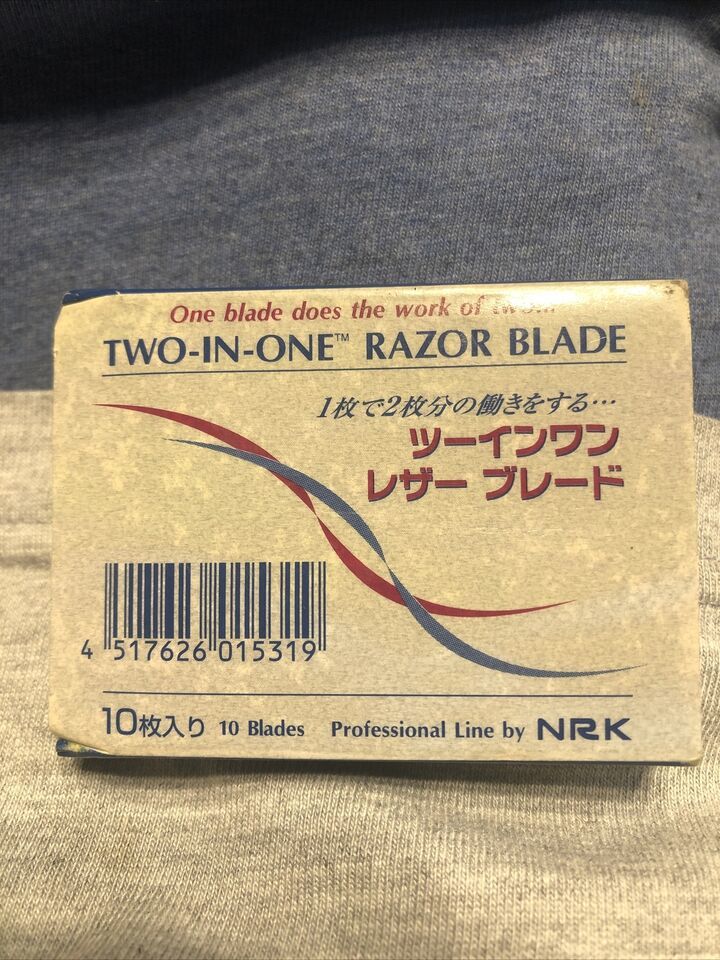 One blade does the work of two...
TWO-IN-ONE™ RAZOR BLADE
1枚で2枚分の働きをする…
ツーインワン
レザー ブレード
4 517626 015319
10枚入り 10 Blades Professional Line by NRK